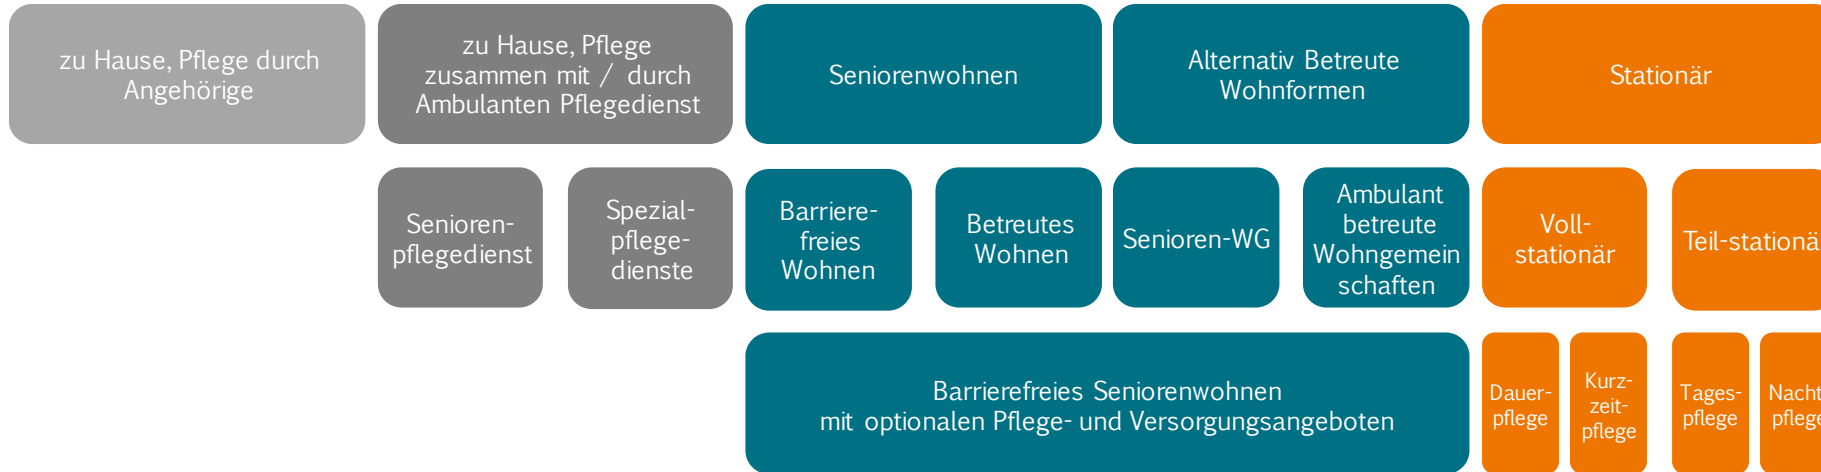 zu Hause, Pflege durch
Angehörige
zu Hause, Pflege
zusammen mit / durch
Ambulanten Pflegedienst
Seniorenwohnen
Alternativ Betreute
Wohnformen
Stationär
Senioren-
pflegedienst
Spezial-
pflege-
dienste
Barriere-
freies
Wohnen
Betreutes
Wohnen
Senioren-WG
Ambulant
betreute
Wohngemein
schaften
Voll-
stationär
Teil-stationä
Barrierefreies Seniorenwohnen
mit optionalen Pflege- und Versorgungsangeboten
Dauer-
pflege
Kurz-
zeit-
pflege
Tages-
pflege
Nacht
pflege